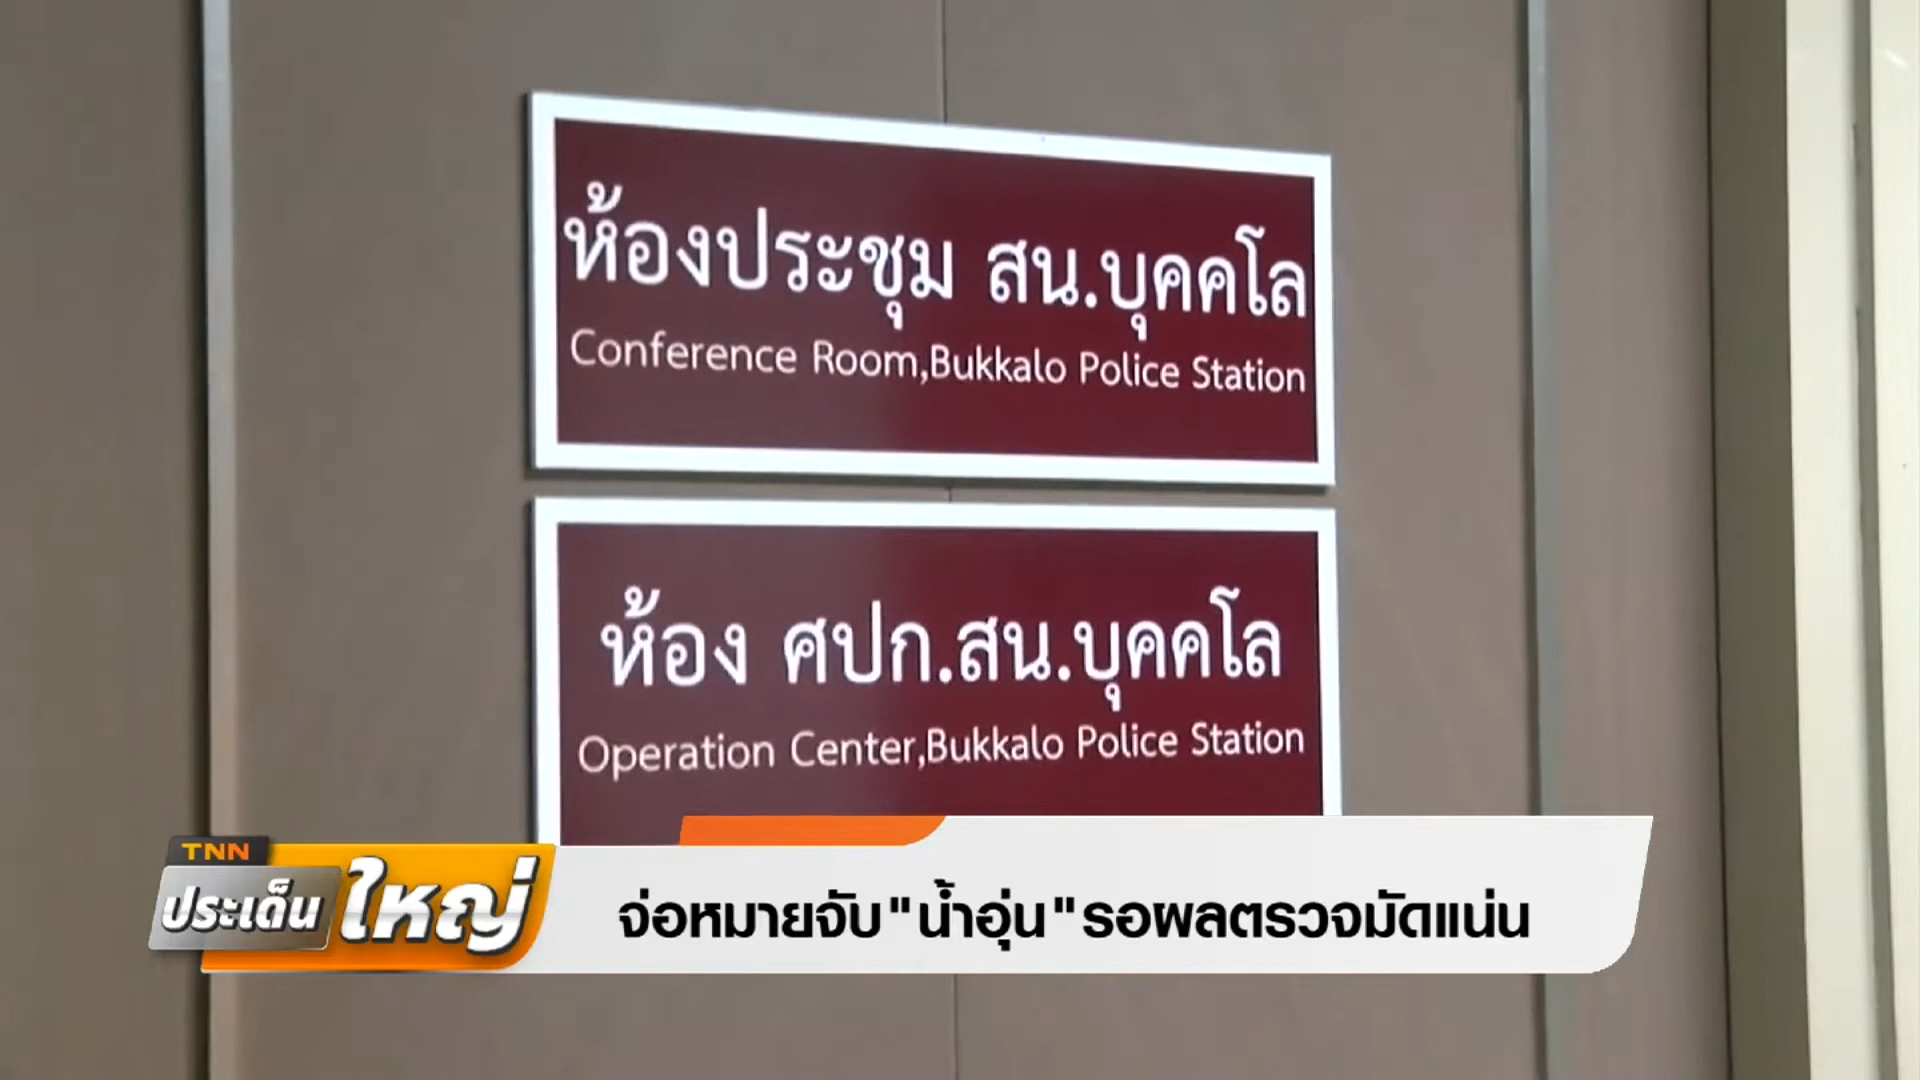 ห้องประชุม สน.บุคคโล
Conference Room,Bukkalo Police Station
ห้อง ศปก.สน.บุคคโล
Operation Center,Bukkalo Police Station
TNN
ประเด็นใหญ่
จ่อหมายจับ"น้ำอุ่น"รอผลตรวจมัดแน่น